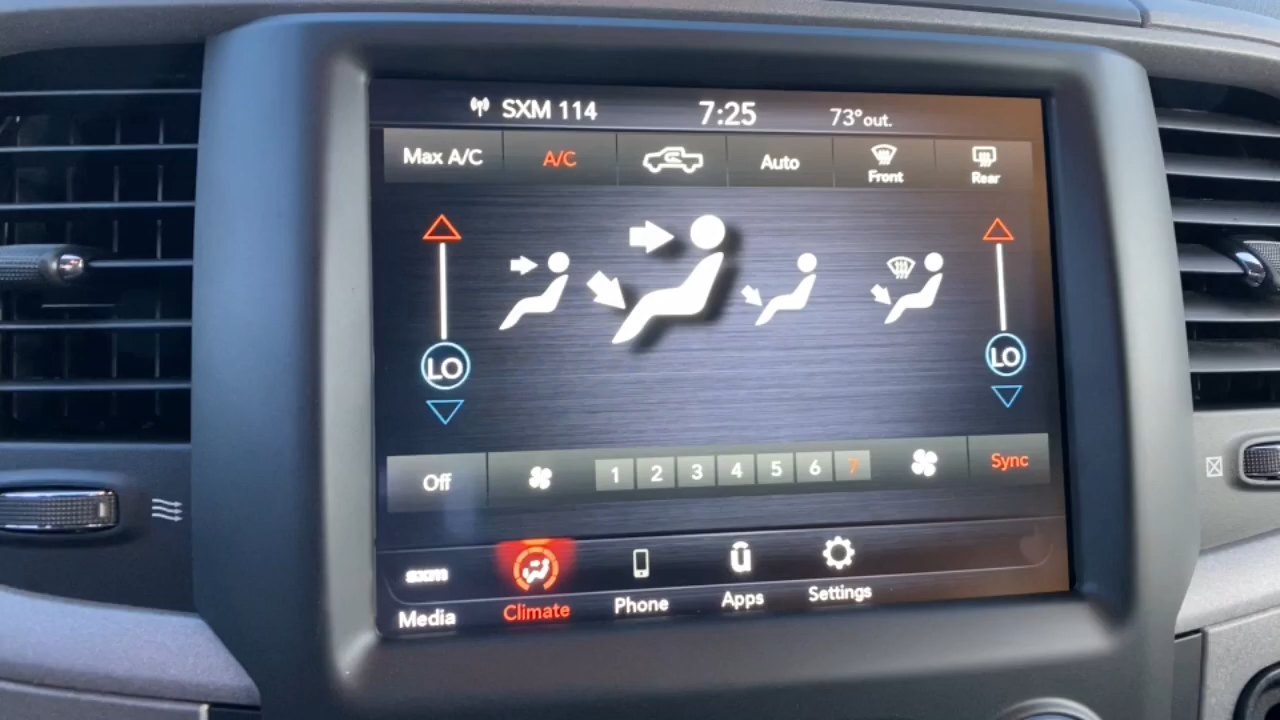 SXM 114 7:25 73°out.
Max A/C A/C Auto Front Rear
LO LO
Off 1 2 3 4 5 6 7 Sync
sxm
Media Climate Phone Apps Settings